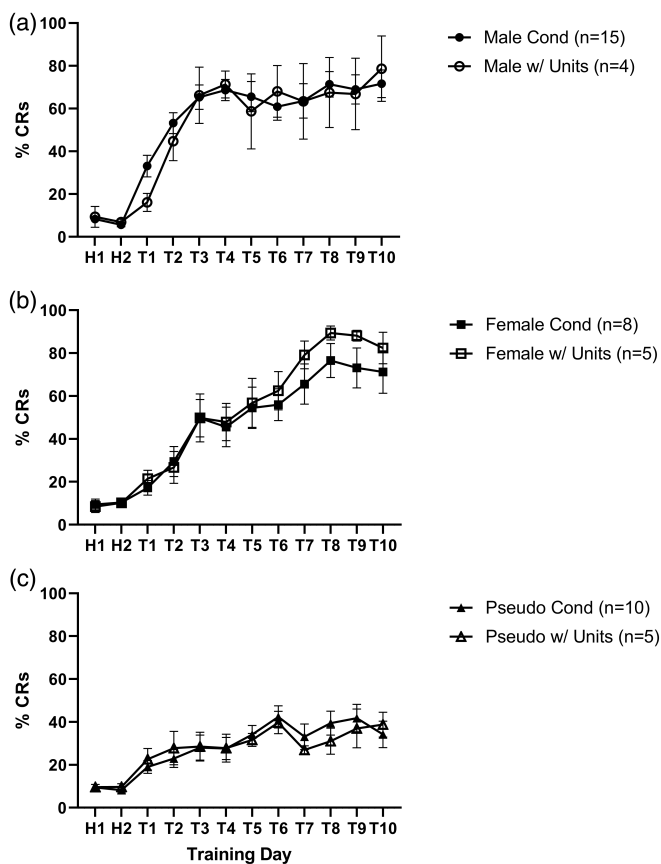 (a)
100
80
60
40
20
0
% CRs
H1 H2 T1 T2 T3 T4 T5 T6 T7 T8 T9 T10
Male Cond (n=15)
Male w/ Units (n=4)
(b)
100
80
60
40
20
0
% CRs
H1 H2 T1 T2 T3 T4 T5 T6 T7 T8 T9 T10
Female Cond (n=8)
Female w/ Units (n=5)
(c)
100
80
60
40
20
0
% CRs
H1 H2 T1 T2 T3 T4 T5 T6 T7 T8 T9 T10
Training Day
Pseudo Cond (n=10)
Pseudo w/ Units (n=5)